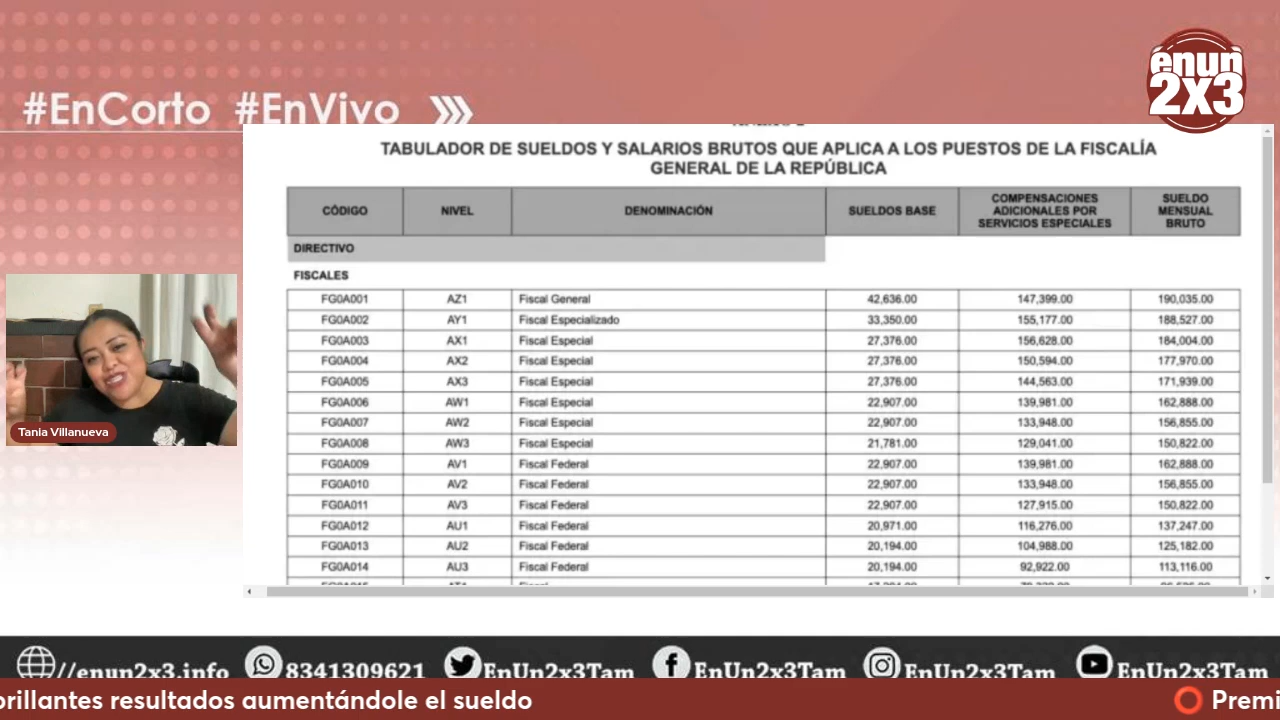 #EnCorto #EnVivo
énun
2x3
TABULADOR DE SUELDOS Y SALARIOS BRUTOS QUE APLICA A LOS PUESTOS DE LA FISCALÍA
GENERAL DE LA REPÚBLICA
CÓDIGO NIVEL DENOMINACIÓN SUELDOS BASE COMPENSACIONES ADICIONALES POR SERVICIOS ESPECIALES SUELDO MENSUAL BRUTO
DIRECTIVO
FISCALES
FG0A001 AZ1 Fiscal General 42,636.00 147,399.00 190,035.00
FG0A002 AY1 Fiscal Especializado 33,350.00 155,177.00 188,527.00
FG0A003 AX1 Fiscal Especial 27,376.00 156,628.00 184,004.00
FG0A004 AX2 Fiscal Especial 27,376.00 150,594.00 177,970.00
FG0A005 AX3 Fiscal Especial 27,376.00 144,563.00 171,939.00
FG0A006 AW1 Fiscal Especial 22,907.00 139,981.00 162,888.00
FG0A007 AW2 Fiscal Especial 22,907.00 133,948.00 156,855.00
FG0A008 AW3 Fiscal Especial 21,781.00 129,041.00 150,822.00
FG0A009 AV1 Fiscal Federal 22,907.00 139,981.00 162,888.00
FG0A010 AV2 Fiscal Federal 22,907.00 133,948.00 156,855.00
FG0A011 AV3 Fiscal Federal 22,907.00 127,915.00 150,822.00
FG0A012 AU1 Fiscal Federal 20,971.00 116,276.00 137,247.00
FG0A013 AU2 Fiscal Federal 20,194.00 104,988.00 125,182.00
FG0A014 AU3 Fiscal Federal 20,194.00 92,922.00 113,116.00
Tania Villanueva
//enun2x3.info 8341309621 EnUn2x3Tam EnUn2x3Tam EnUn2x3Tam EnUn2x3Tam
brillantes resultados aumentándole el sueldo Premi